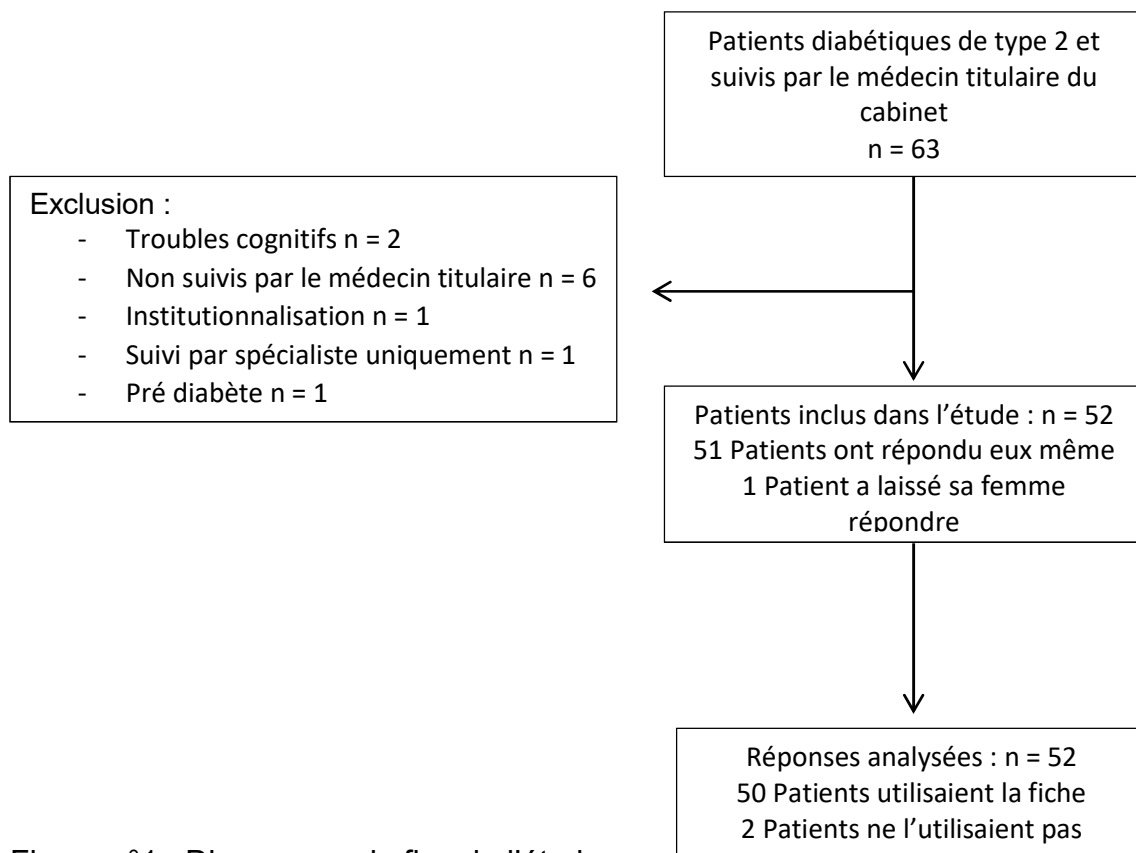 Patients diabétiques de type 2 et
suivis par le médecin titulaire du
cabinet
n = 63
Exclusion :
- Troubles cognitifs n = 2
- Non suivis par le médecin titulaire n = 6
- Institutionnalisation n = 1
- Suivi par spécialiste uniquement n = 1
- Pré diabète n = 1
Patients inclus dans l’étude : n = 52
51 Patients ont répondu eux même
1 Patient a laissé sa femme
répondre
Réponses analysées : n = 52
50 Patients utilisaient la fiche
2 Patients ne l’utilisaient pas